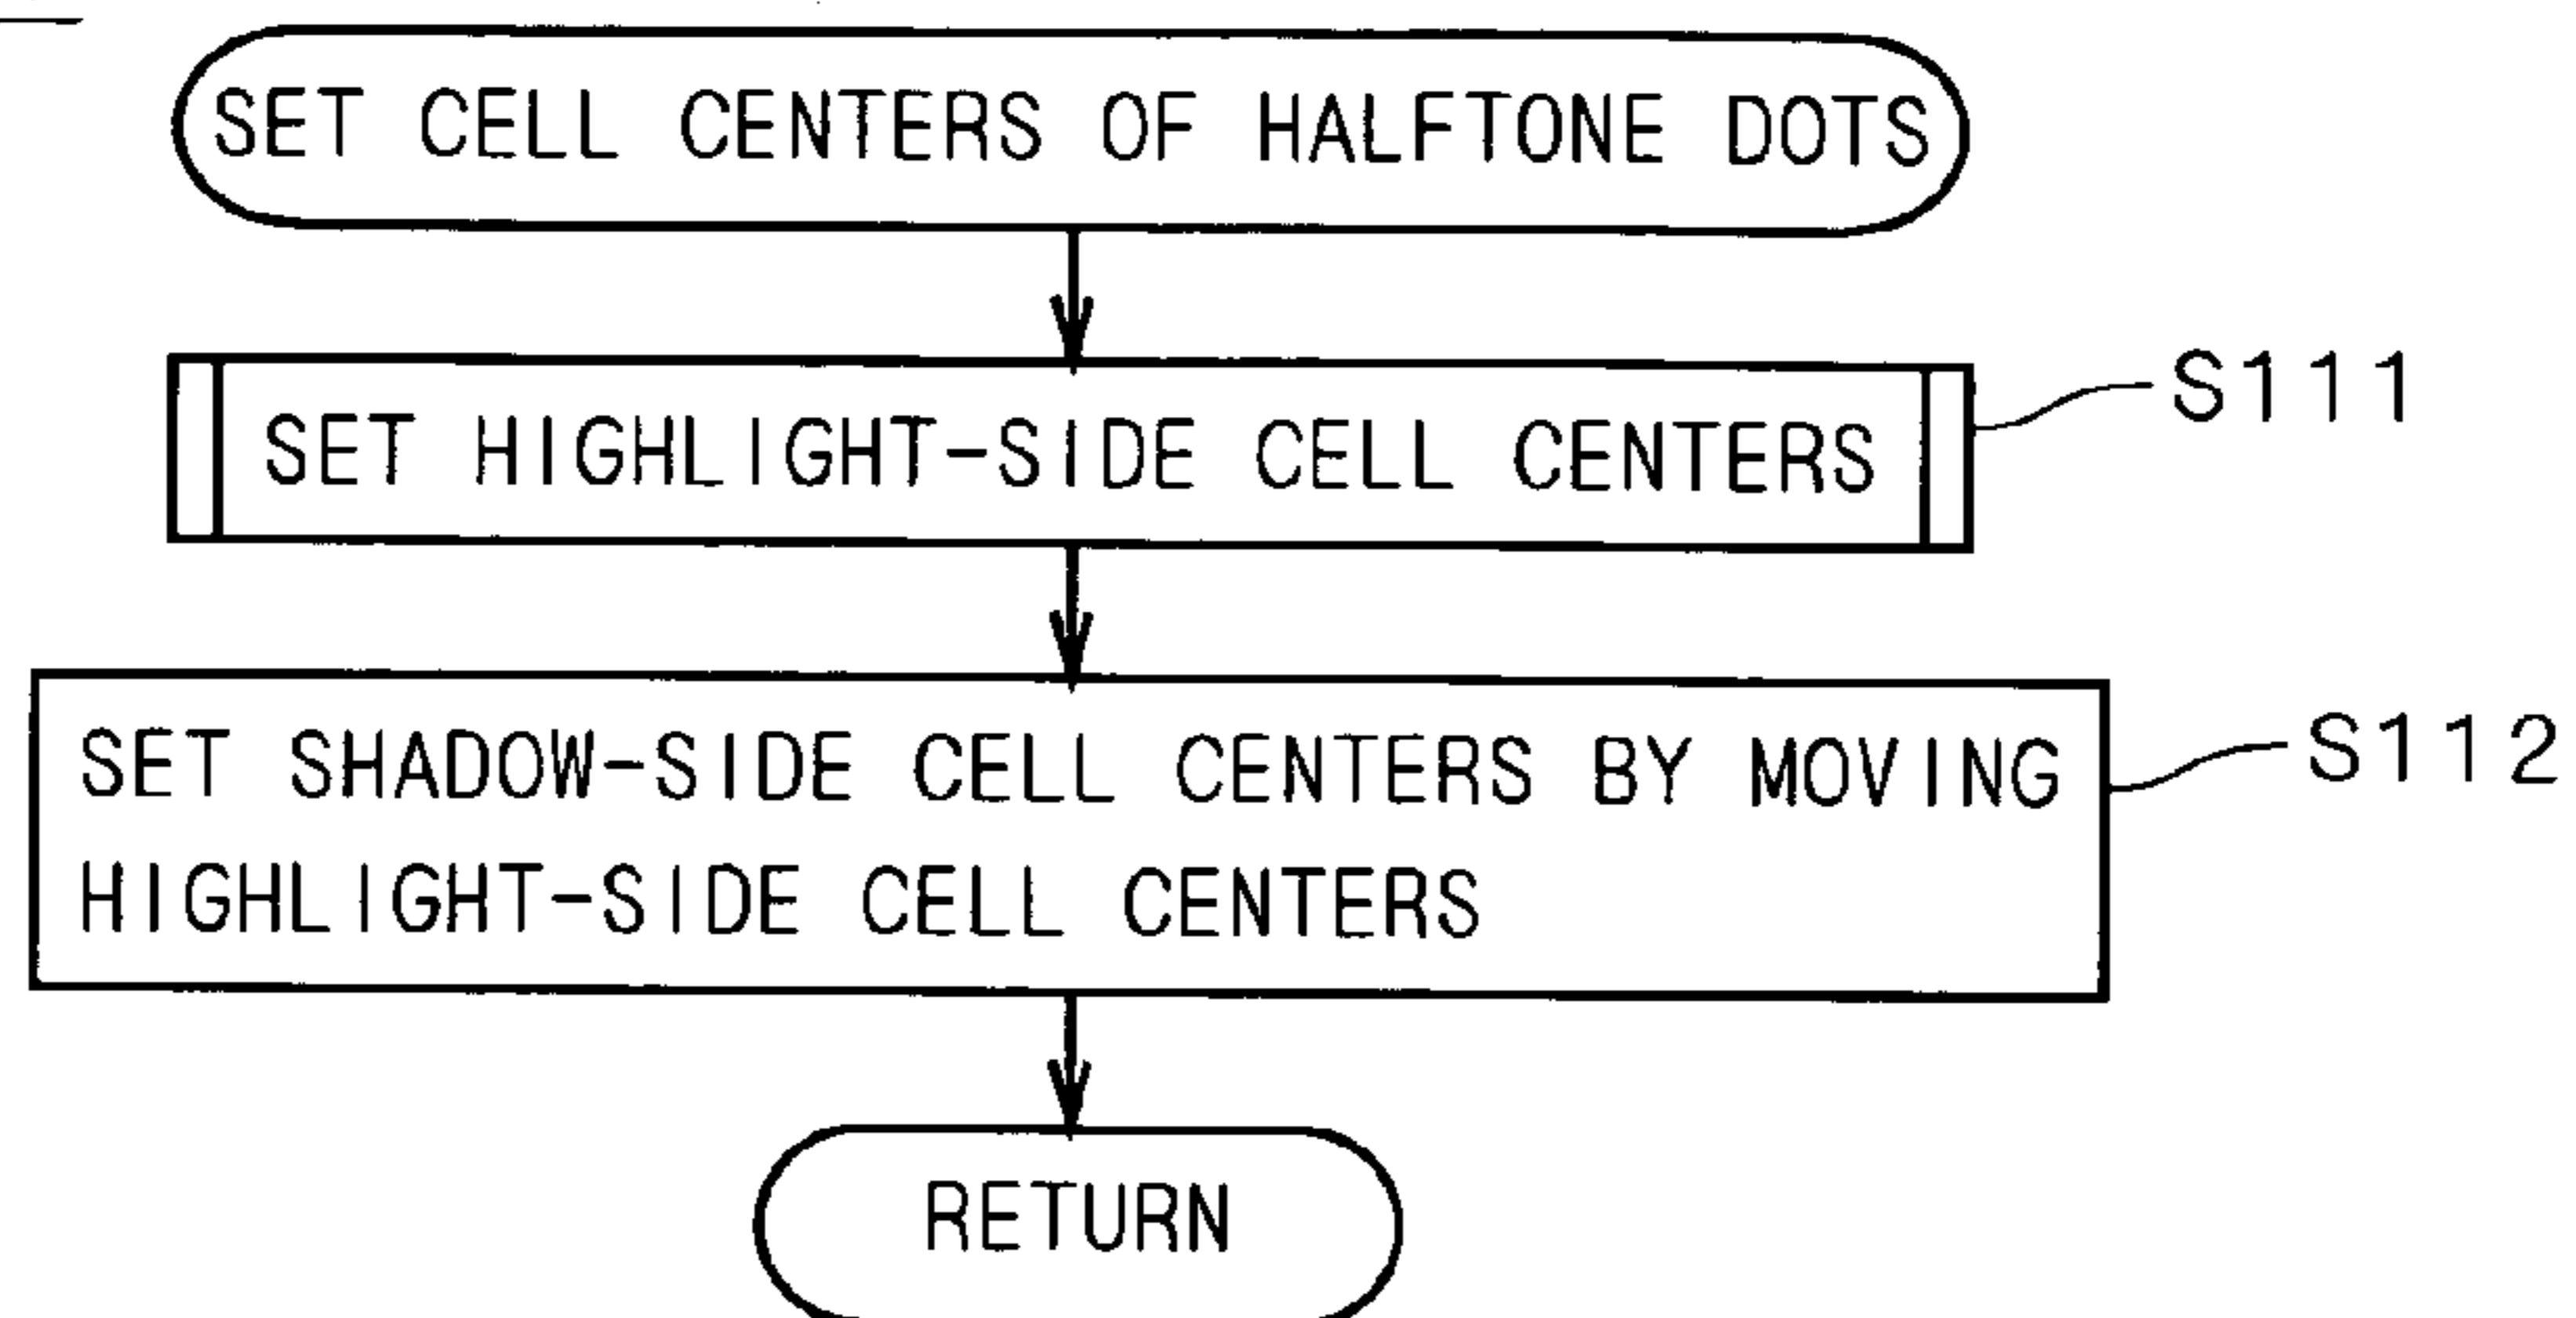 SET CELL CENTERS OF HALFTONE DOTS
SET HIGHLIGHT-SIDE CELL CENTERS
S111
SET SHADOW-SIDE CELL CENTERS BY MOVING
HIGHLIGHT-SIDE CELL CENTERS
S112
RETURN